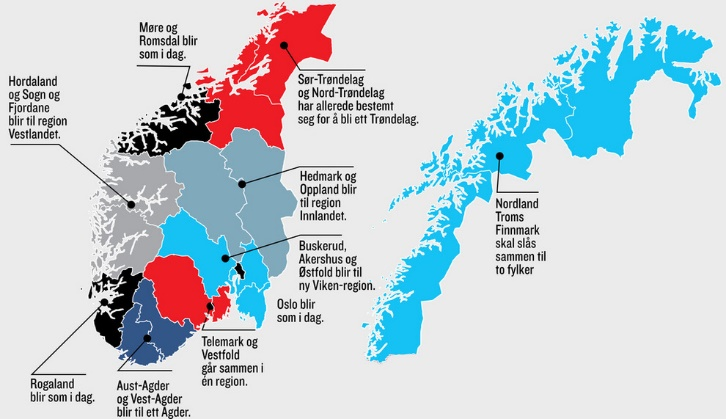 Møre og
Romsdal blir
som i dag.
Hordaland
og Sogn og
Fjordane
blir til region
Vestlandet.
Sør-Trøndelag
og Nord-Trøndelag
har allerede bestemt
seg for å bli ett Trøndelag.
Hedmark og
Oppland blir
til region
Innlandet.
Nordland
Troms
Finnmark
skal slås
sammen til
to fylker
Buskerud,
Akershus og
Østfold blir til
ny Viken-region.
Oslo blir
som i dag.
Telemark og
Vestfold
går sammen i
én region.
Rogaland
blir som i dag.
Aust-Agder
og Vest-Agder
blir til ett Agder.